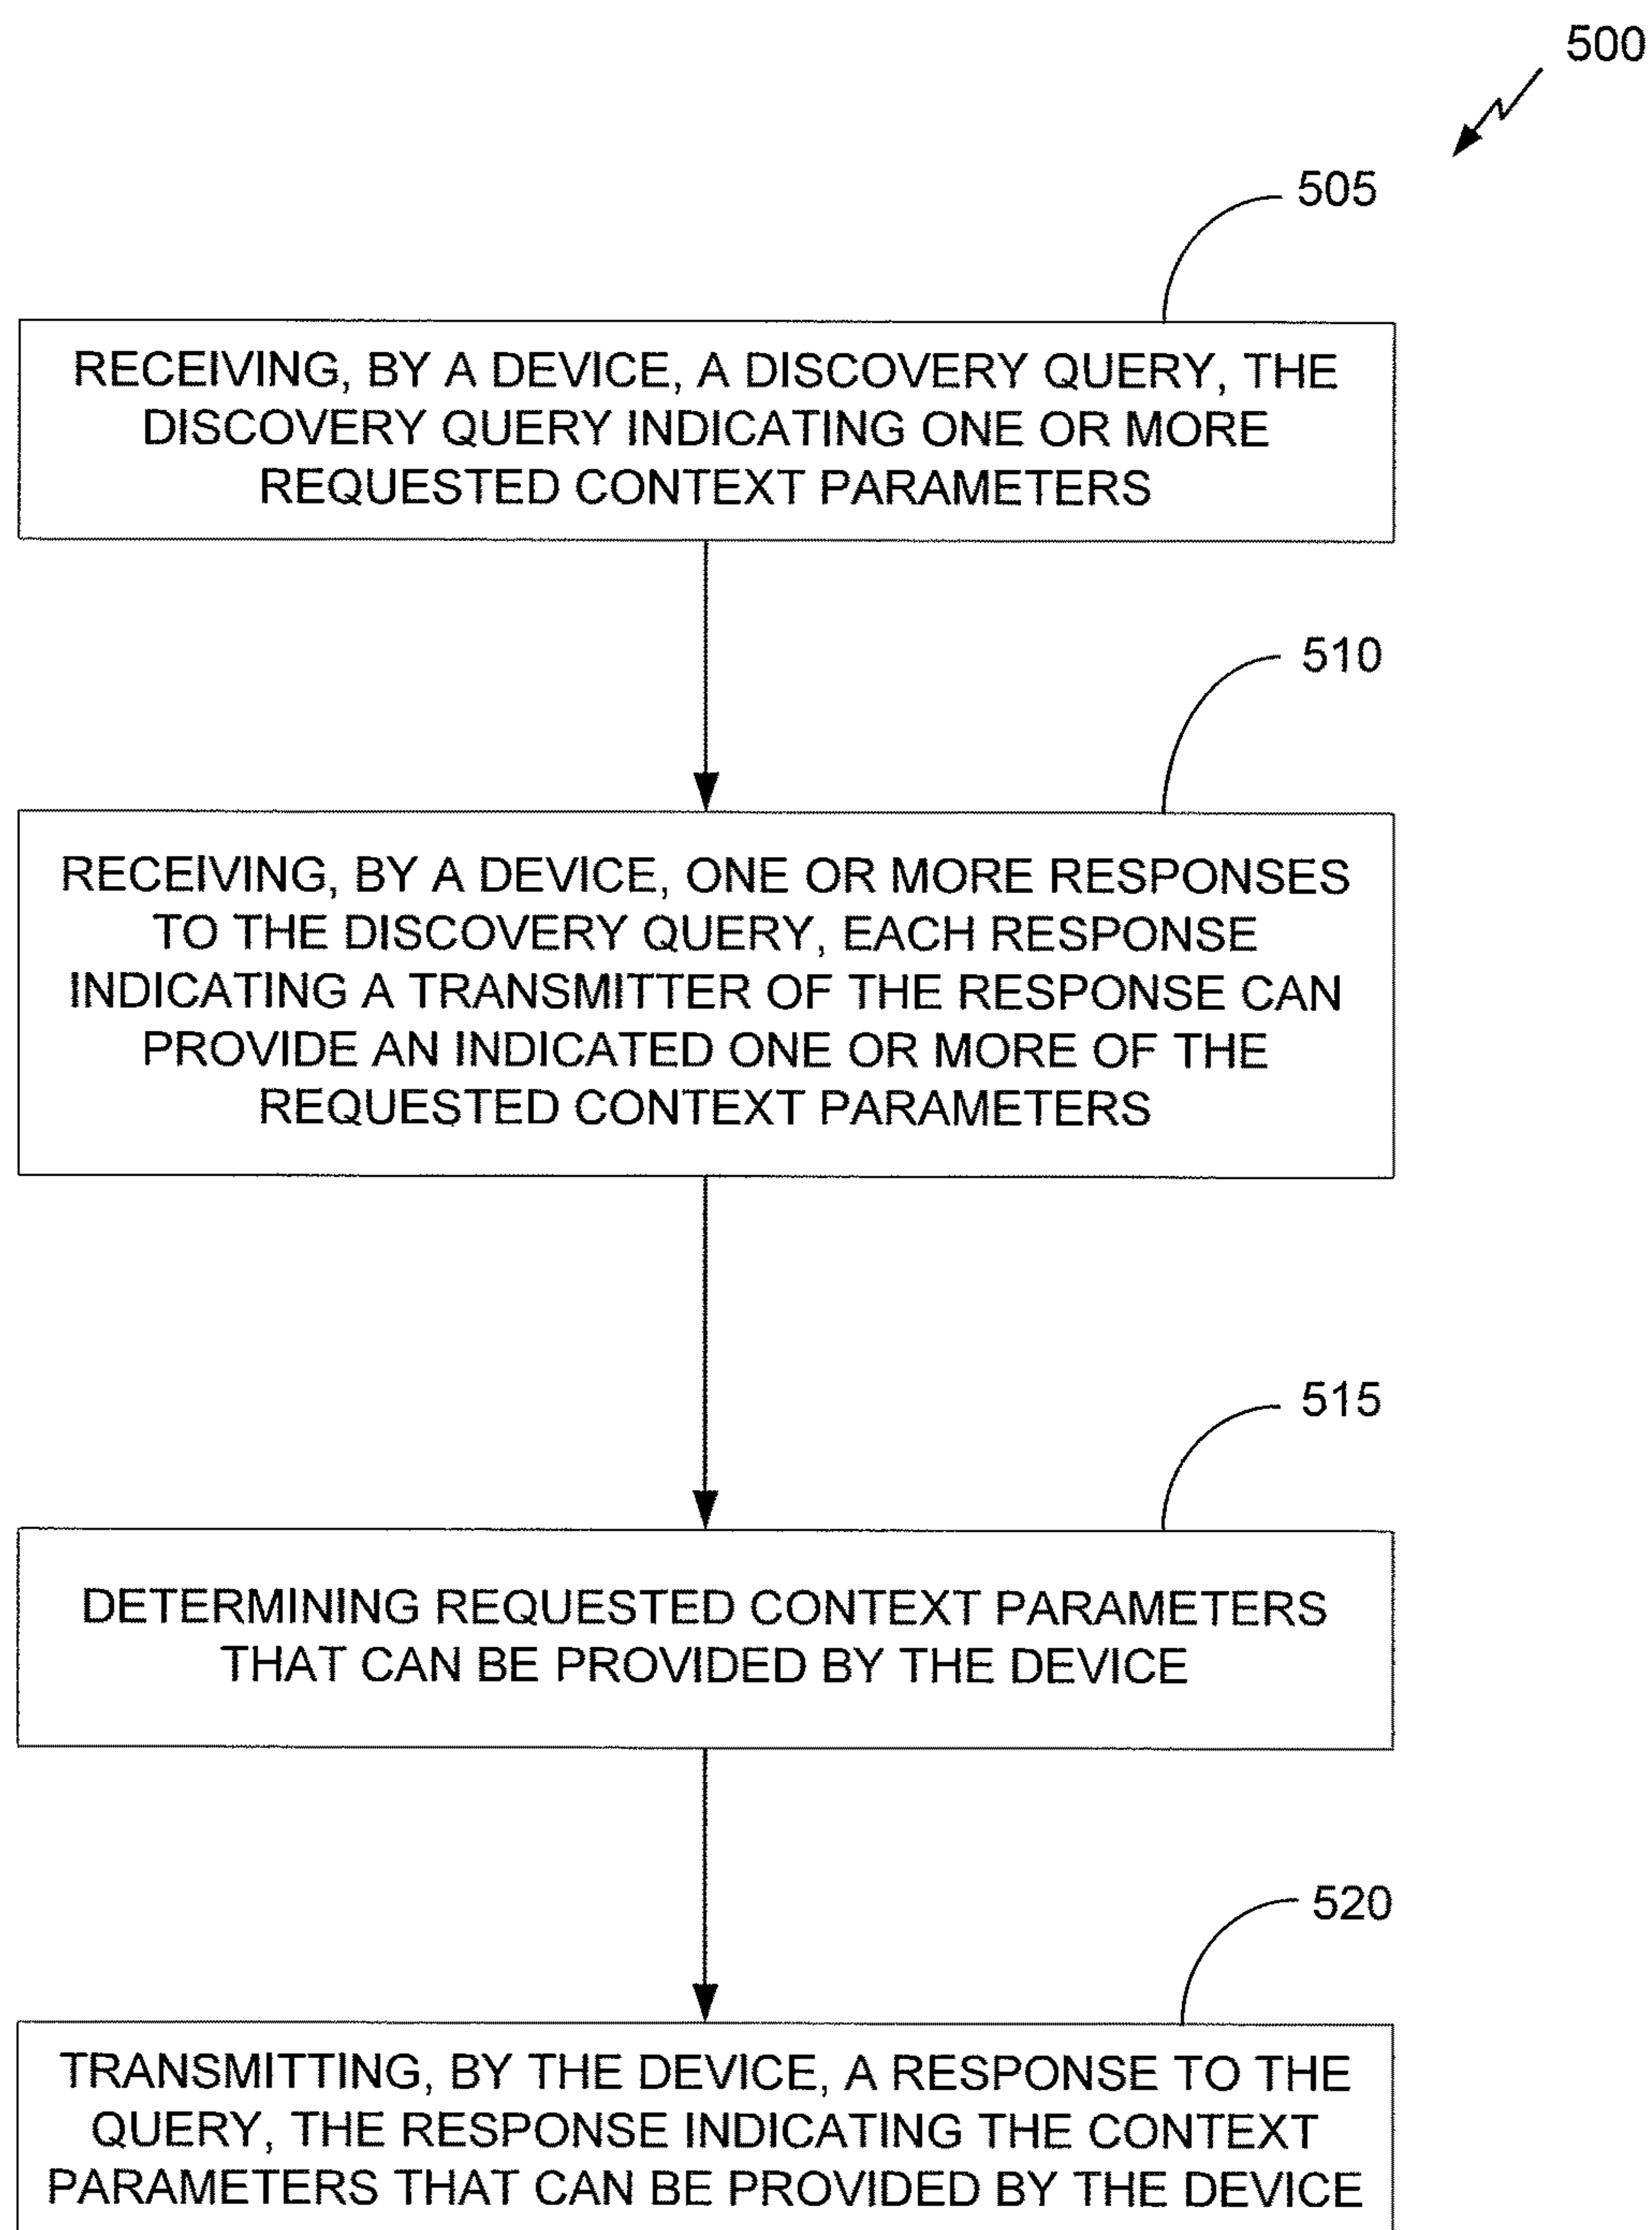 500
505
RECEIVING, BY A DEVICE, A DISCOVERY QUERY, THE
DISCOVERY QUERY INDICATING ONE OR MORE
REQUESTED CONTEXT PARAMETERS
510
RECEIVING, BY A DEVICE, ONE OR MORE RESPONSES
TO THE DISCOVERY QUERY, EACH RESPONSE
INDICATING A TRANSMITTER OF THE RESPONSE CAN
PROVIDE AN INDICATED ONE OR MORE OF THE
REQUESTED CONTEXT PARAMETERS
515
DETERMINING REQUESTED CONTEXT PARAMETERS
THAT CAN BE PROVIDED BY THE DEVICE
520
TRANSMITTING, BY THE DEVICE, A RESPONSE TO THE
QUERY, THE RESPONSE INDICATING THE CONTEXT
PARAMETERS THAT CAN BE PROVIDED BY THE DEVICE